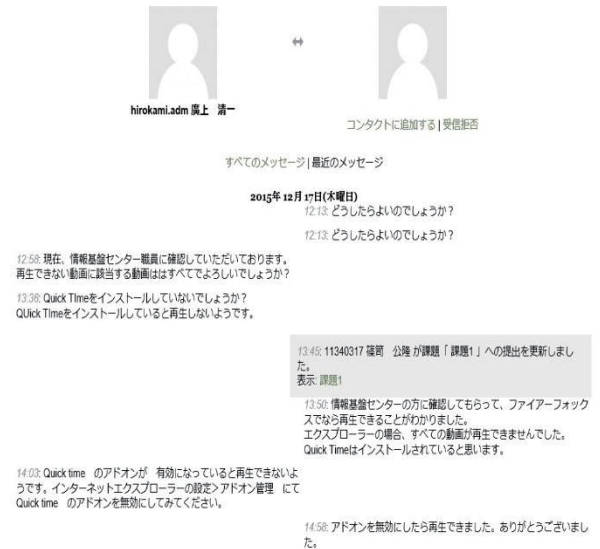 hirokami.adm 廣上　清一
コンタクトに追加する | 受信拒否
すべてのメッセージ | 最近のメッセージ
2015年 12月 17日(木曜日)
12:13: どうしたらよいのでしょうか？
12:13: どうしたらよいのでしょうか？
12:58: 現在、情報基盤センター職員に確認していただいております。
再生できない動画に該当する動画ははすべてでよろしいでしょうか？
13:36: Quick TImeをインストールしていないでしょうか？
QUick TImeをインストールしていると再生しないようです。
13:45: 11340317 篠筒　公隆 が課題「 課題1 」への提出を更新しまし
た。
表示: 課題1
13:50: 情報基盤センターの方に確認してもらって、ファイアーフォック
スでなら再生できることがわかりました。
エクスプローラーの場合、すべての動画が再生できませんでした。
Quick Timeはインストールされていると思います。
14:03: Quick time　のアドオンが　有効になっていると再生できないよ
うです。インターネットエクスプローラーの設定＞アドオン管理　にて
Quick time　のアドオンを無効にしてみてください。
14:58: アドオンを無効にしたら再生できました。ありがとうございまし
た。